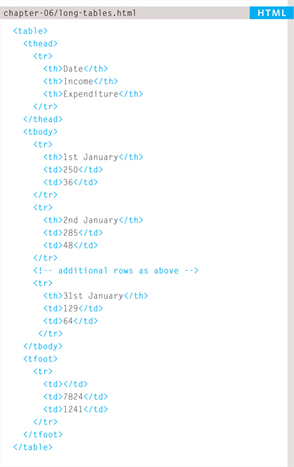 chapter-06/long-tables.html HTML
<table>
<thead>
<tr>
<th>Date</th>
<th>Income</th>
<th>Expenditure</th>
</tr>
</thead>
<tbody>
<tr>
<th>1st January</th>
<td>250</td>
<td>36</td>
</tr>
<tr>
<th>2nd January</th>
<td>285</td>
<td>48</td>
</tr>
<!-- additional rows as above -->
<tr>
<th>31st January</th>
<td>129</td>
<td>64</td>
</tr>
</tbody>
<tfoot>
<tr>
<td></td>
<td>7824</td>
<td>1241</td>
</tr>
</tfoot>
</table>